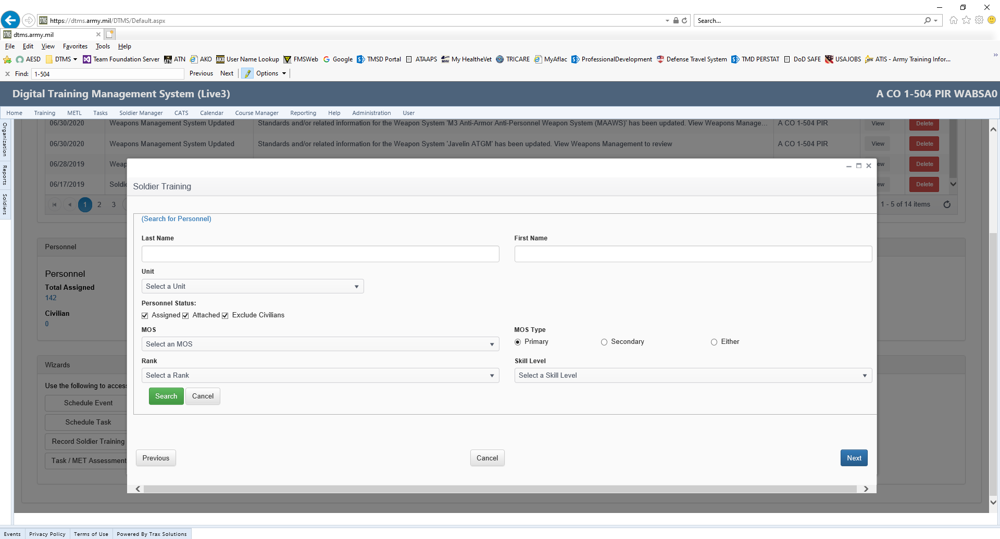 https://dtms.army.mil/DTMS/Default.aspx
Search...
dtms.army.mil
File Edit View Favorites Tools Help
AESD DTMS Team Foundation Server ATN AKO User Name Lookup FMSWeb Google TMSD Portal ATAAPS My HealtheVet TRICARE MyAflac ProfessionalDevelopment Defense Travel System TMD PERSTAT DoD SAFE USAJOBS ATIS - Army Training Infor...
Find: 1-504 Previous Next Options
Digital Training Management System (Live3) A CO 1-504 PIR WABSA0
Home Training METL Tasks Soldier Manager CATS Calendar Course Manager Reporting Help Administration User
Organization
Reports
Soldiers
06/30/2020 Weapons Management System Updated Standards and/or related information for the Weapon System 'M3 Anti-Armor Anti-Personnel Weapon System (MAAWS)' has been updated. View Weapons Manage... A CO 1-504 PIR View Delete
06/30/2020 Weapons Management System Updated Standards and/or related information for the Weapon System 'Javelin ATGM' has been updated. View Weapons Management to review A CO 1-504 PIR View Delete
06/28/2019 Weap ew Delete
06/17/2019 Soldie ew Delete
1 2 3 1 - 5 of 14 items
Soldier Training
(Search for Personnel)
Last Name First Name
Unit
Select a Unit
Personnel Status:
Assigned Attached Exclude Civilians
MOS MOS Type
Select an MOS Primary Secondary Either
Rank Skill Level
Select a Rank Select a Skill Level
Search Cancel
Previous Cancel Next
Personnel
Personnel
Total Assigned
142
Civilian
0
Wizards
Use the following to access
Schedule Event
Schedule Task
Record Soldier Training
Task / MET Assessment
Events Privacy Policy Terms of Use Powered By Trax Solutions